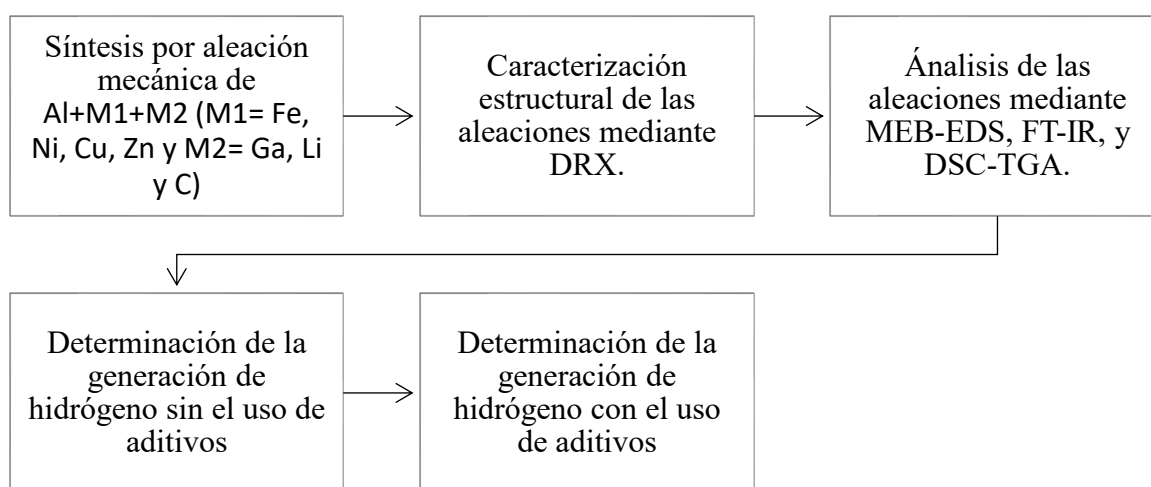 Síntesis por aleación
mecánica de
Al+M1+M2 (M1= Fe,
Ni, Cu, Zn y M2= Ga, Li
y C)
Caracterización
estructural de las
aleaciones mediante
DRX.
Ánalisis de las
aleaciones mediante
MEB-EDS, FT-IR, y
DSC-TGA.
Determinación de la
generación de
hidrógeno sin el uso de
aditivos
Determinación de la
generación de
hidrógeno con el uso
de aditivos